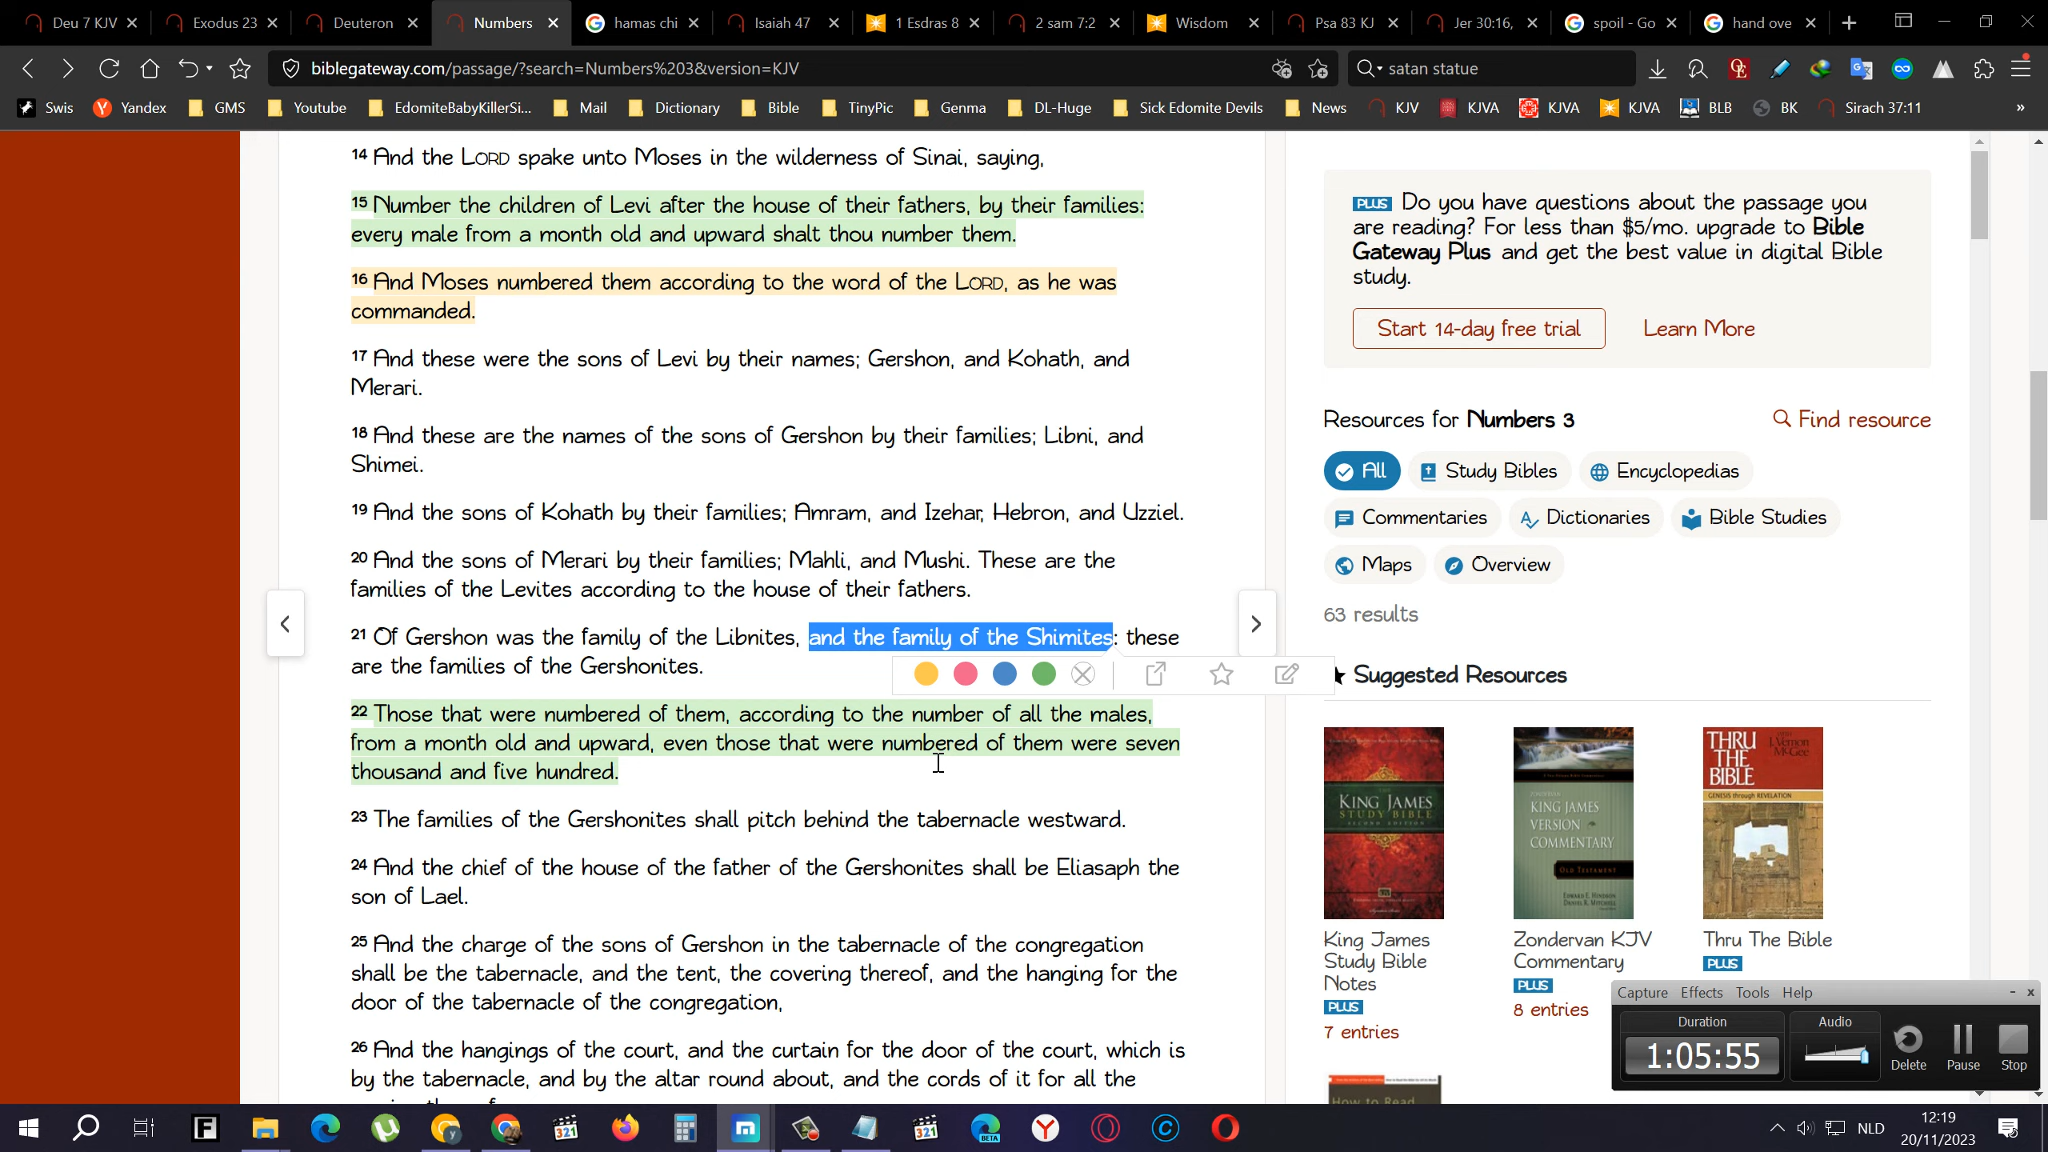 Deu 7 KJV
Exodus 23
Deuteron
Numbers
hamas chi
Isaiah 47
1 Esdras 8
2 sam 7:2
Wisdom
Psa 83 KJ
Jer 30:16,
spoil - Go
hand ove
biblegateway.com/passage/?search=Numbers%203&version=KJV
satan statue
Swis
Yandex
GMS
Youtube
EdomiteBabyKillerSi...
Mail
Dictionary
Bible
TinyPic
Genma
DL-Huge
Sick Edomite Devils
News
KJV
KJVA
KJVA
KJVA
BLB
BK
Sirach 37:11
»
14 And the LORD spake unto Moses in the wilderness of Sinai, saying,
15 Number the children of Levi after the house of their fathers, by their families:
every male from a month old and upward shalt thou number them.
16 And Moses numbered them according to the word of the LORD, as he was
commanded.
17 And these were the sons of Levi by their names; Gershon, and Kohath, and
Merari.
18 And these are the names of the sons of Gershon by their families; Libni, and
Shimei.
19 And the sons of Kohath by their families; Amram, and Izehar, Hebron, and Uzziel.
20 And the sons of Merari by their families; Mahli, and Mushi. These are the
families of the Levites according to the house of their fathers.
21 Of Gershon was the family of the Libnites, and the family of the Shimites: these
are the families of the Gershonites.
22 Those that were numbered of them, according to the number of all the males,
from a month old and upward, even those that were numbered of them were seven
thousand and five hundred.
23 The families of the Gershonites shall pitch behind the tabernacle westward.
24 And the chief of the house of the father of the Gershonites shall be Eliasaph the
son of Lael.
25 And the charge of the sons of Gershon in the tabernacle of the congregation
shall be the tabernacle, and the tent, the covering thereof, and the hanging for the
door of the tabernacle of the congregation,
26 And the hangings of the court, and the curtain for the door of the court, which is
by the tabernacle, and by the altar round about, and the cords of it for all the
PLUS Do you have questions about the passage you
are reading? For less than $5/mo. upgrade to Bible
Gateway Plus and get the best value in digital Bible
study.
Start 14-day free trial
Learn More
Resources for Numbers 3
Find resource
All
Study Bibles
Encyclopedias
Commentaries
Dictionaries
Bible Studies
Maps
Overview
63 results
Suggested Resources
KING JAMES
STUDY BIBLE
SECOND EDITION
ZONDERVAN
KING JAMES
VERSION
COMMENTARY
OLD TESTAMENT
THRU
THE
BIBLE
J. Vernon
McGee
GENESIS through REVELATION
King James
Study Bible
Notes
PLUS
7 entries
Zondervan KJV
Commentary
PLUS
8 entries
Thru The Bible
PLUS
How to Read
Capture Effects Tools Help
Duration
1:05:55
Audio
Delete
Pause
Stop
321
321
BETA
NLD
12:19
20/11/2023